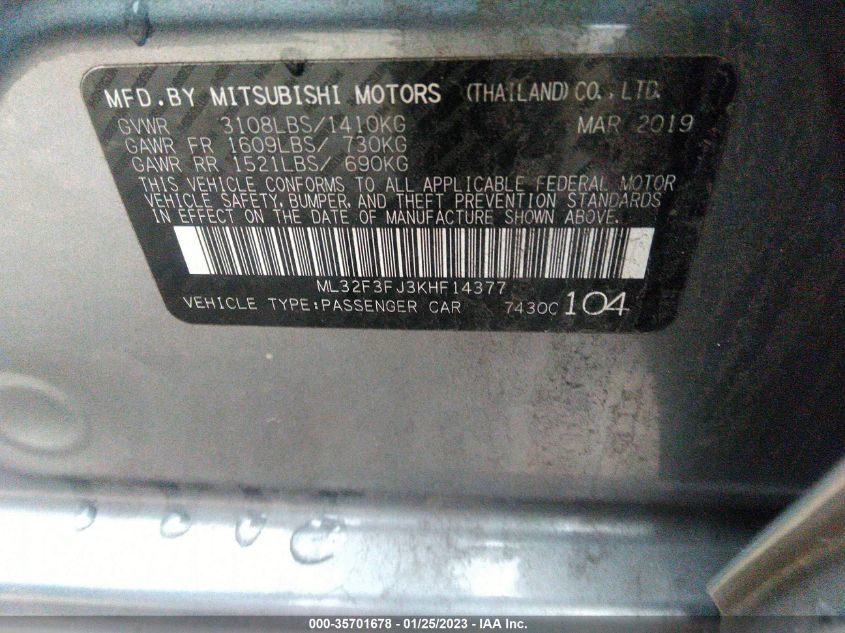 MFD. BY MITSUBISHI MOTORS (THAILAND) CO., LTD.
GVWR 3108LBS/1410KG MAR 2019
GAWR FR 1609LBS/ 730KG
GAWR RR 1521LBS/ 690KG
THIS VEHICLE CONFORMS TO ALL APPLICABLE FEDERAL MOTOR
VEHICLE SAFETY, BUMPER, AND THEFT PREVENTION STANDARDS
IN EFFECT ON THE DATE OF MANUFACTURE SHOWN ABOVE.
ML32F3FJ3KHF14377
VEHICLE TYPE:PASSENGER CAR 7430C 104
000-35701678 - 01/25/2023 - IAA Inc.